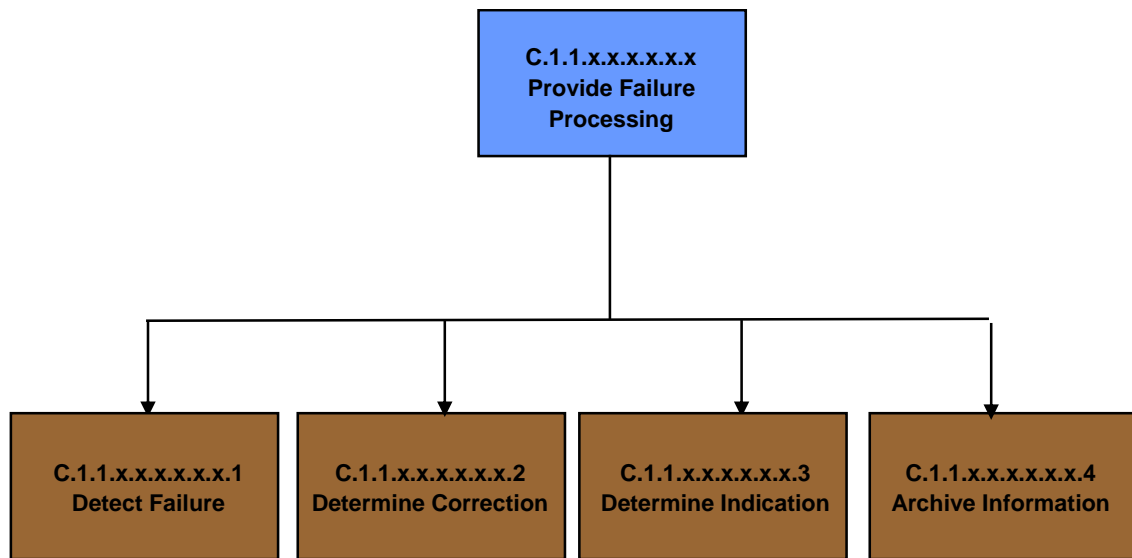 C.1.1.x.x.x.x.x.x
Provide Failure
Processing
C.1.1.x.x.x.x.x.x.1
Detect Failure
C.1.1.x.x.x.x.x.x.2
Determine Correction
C.1.1.x.x.x.x.x.x.3
Determine Indication
C.1.1.x.x.x.x.x.x.4
Archive Information